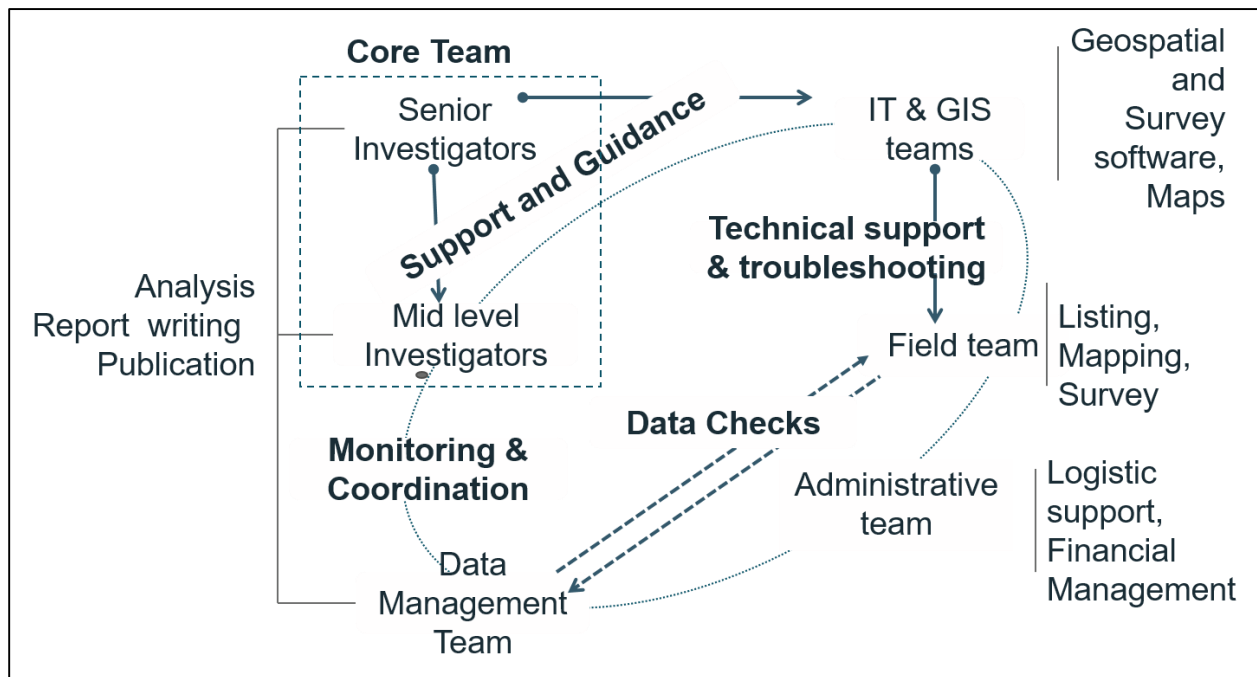 Core Team
Senior
Investigators
Support and Guidance
IT & GIS
teams
Geospatial
and
Survey
software,
Maps
Technical support
& troubleshooting
Analysis
Report writing
Publication
Mid level
Investigators
Field team
Listing,
Mapping,
Survey
Data Checks
Monitoring &
Coordination
Administrative
team
Logistic
support,
Financial
Management
Data
Management
Team